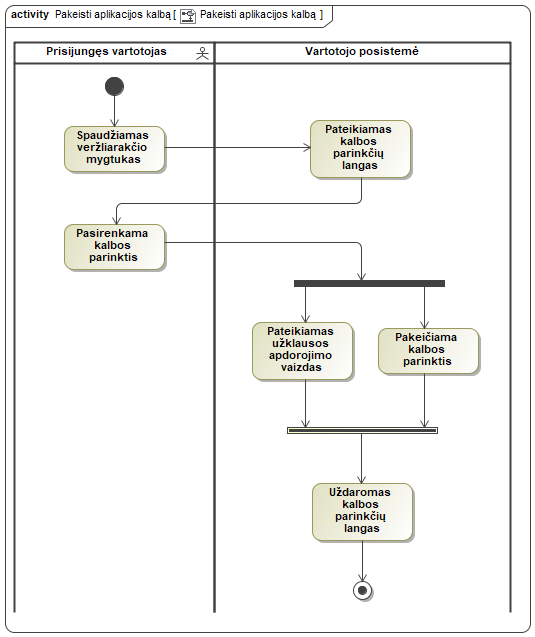 activity Pakeisti aplikacijos kalbą [ Pakeisti aplikacijos kalbą ]
Prisijungęs vartotojas
Vartotojo posistemė
Spaudžiamas
veržliarakčio
mygtukas
Pateikiamas
kalbos
parinkčių
langas
Pasirenkama
kalbos
parinktis
Pateikiamas
užklausos
apdorojimo
vaizdas
Pakeičiama
kalbos
parinktis
Uždaromas
kalbos
parinkčių
langas